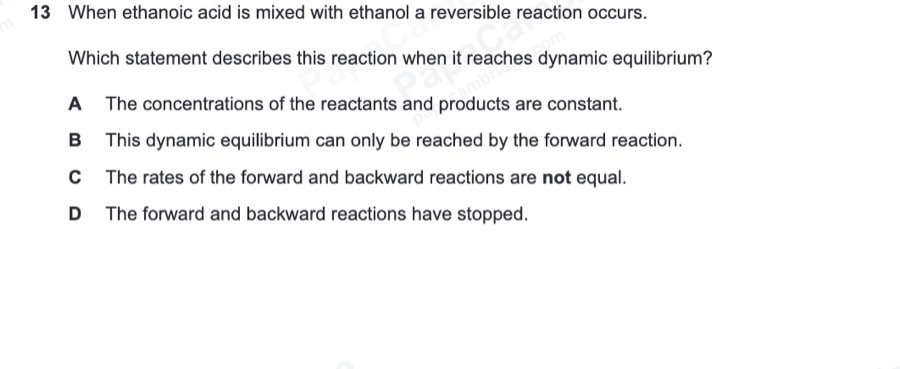 13 When ethanoic acid is mixed with ethanol a reversible reaction occurs.
Which statement describes this reaction when it reaches dynamic equilibrium?
A The concentrations of the reactants and products are constant.
B This dynamic equilibrium can only be reached by the forward reaction.
C The rates of the forward and backward reactions are not equal.
D The forward and backward reactions have stopped.